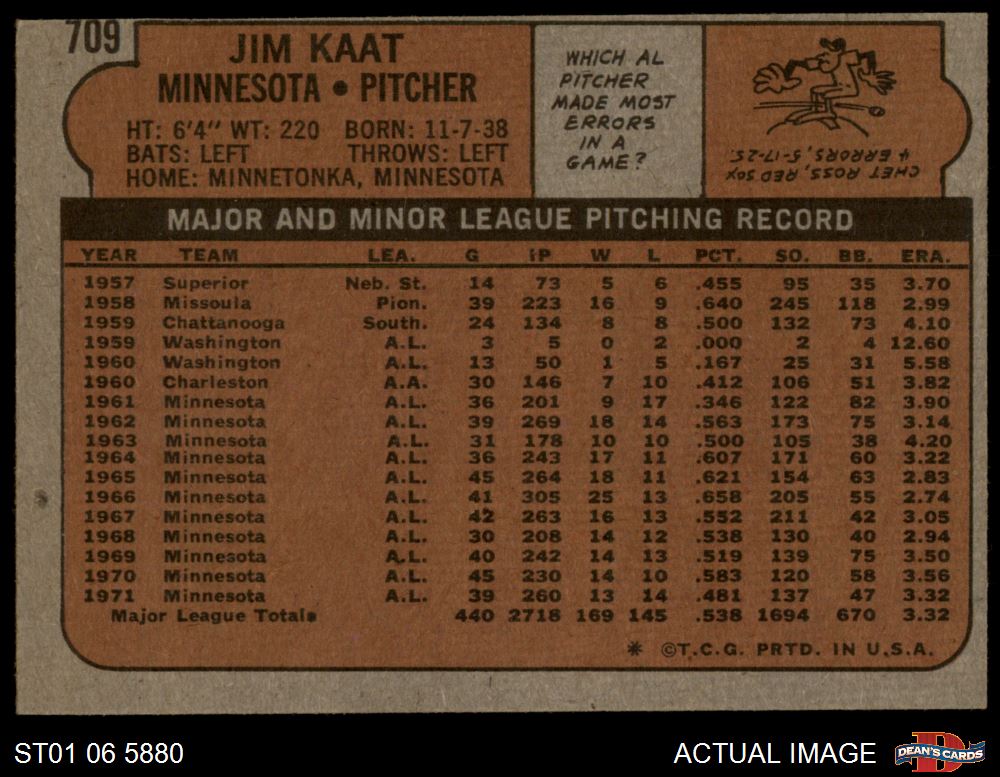 709
JIM KAAT
MINNESOTA • PITCHER
HT: 6'4" WT: 220 BORN: 11-7-38
BATS: LEFT THROWS: LEFT
HOME: MINNETONKA, MINNESOTA
WHICH AL
PITCHER
MADE MOST
ERRORS
IN A
GAME?
CHET ROSS, RED SOX
4 ERRORS, 5-17-25.
MAJOR AND MINOR LEAGUE PITCHING RECORD
YEAR TEAM LEA. G IP W L PCT. SO. BB. ERA.
1957 Superior Neb. St. 14 73 5 6 .455 95 35 3.70
1958 Missoula Pion. 39 223 16 9 .640 245 118 2.99
1959 Chattanooga South. 24 134 8 8 .500 132 73 4.10
1959 Washington A.L. 3 5 0 2 .000 2 4 12.60
1960 Washington A.L. 13 50 1 5 .167 25 31 5.58
1960 Charleston A.A. 30 146 7 10 .412 106 51 3.82
1961 Minnesota A.L. 36 201 9 17 .346 122 82 3.90
1962 Minnesota A.L. 39 269 18 14 .563 173 75 3.14
1963 Minnesota A.L. 31 178 10 10 .500 105 38 4.20
1964 Minnesota A.L. 36 243 17 11 .607 171 60 3.22
1965 Minnesota A.L. 45 264 18 11 .621 154 63 2.83
1966 Minnesota A.L. 41 305 25 13 .658 205 55 2.74
1967 Minnesota A.L. 42 263 16 13 .552 211 42 3.05
1968 Minnesota A.L. 30 208 14 12 .538 130 40 2.94
1969 Minnesota A.L. 40 242 14 13 .519 139 75 3.50
1970 Minnesota A.L. 45 230 14 10 .583 120 58 3.56
1971 Minnesota A.L. 39 260 13 14 .481 137 47 3.32
Major League Totals 440 2718 169 145 .538 1694 670 3.32
* ©T.C.G. PRTD. IN U.S.A.
ST01 06 5880 ACTUAL IMAGE DEAN'S CARDS